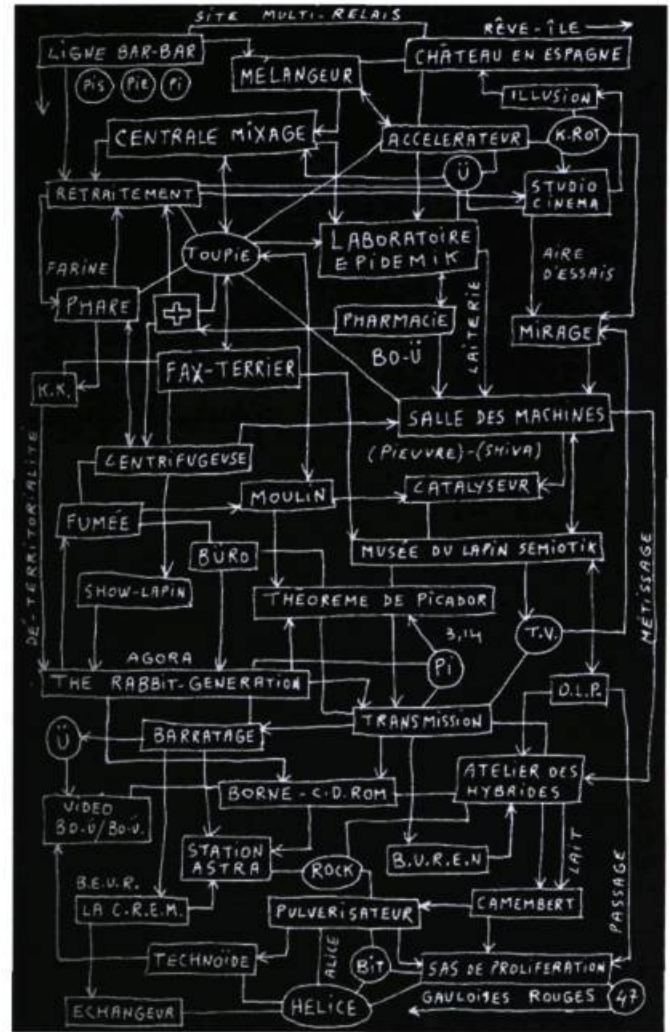 SITE MULTI-RELAIS
RÊVE-ÎLE
LIGNE BAR-BAR
CHÂTEAU EN ESPAGNE
Pis
Pie
Pi
MÉLANGEUR
ILLUSION
CENTRALE MIXAGE
ACCELERATEUR
K.ROT
Ü
RETRAITEMENT
STUDIO
CINEMA
TOUPIE
LABORATOIRE
EPIDEMIK
AIRE
D'ESSAIS
FARINE
PHARE
PHARMACIE
LAITERIE
MIRAGE
BO-Ü
FAX-TERRIER
K.K.
SALLE DES MACHINES
(PIEUVRE)-(SHIVA)
CENTRIFUGEUSE
DÉ-TERRITORIALITÉ
MOULIN
CATALYSEUR
FUMÉE
BÜRO
MUSÉE DU LAPIN SEMIOTIK
MÉTISSAGE
SHOW-LAPIN
THEOREME DE PICADOR
3,14
T.V.
AGORA
Pi
THE RABBIT-GENERATION
O.L.P.
TRANSMISSION
Ü
BARRATAGE
ATELIER DES
HYBRIDES
BORNE-C.D.ROM
VIDEO
BO-Ü/BO-Ü.
STATION
ASTRA
ROCK
B.U.R.E.N
LAIT
PASSAGE
B.E.U.R.
LA C.R.E.M.
PULVERISATEUR
CAMEMBERT
TECHNOÏDE
ALICE
BIT
SAS DE PROLIFERATION
GAULOISES ROUGES
47
ECHANGEUR
HELICE